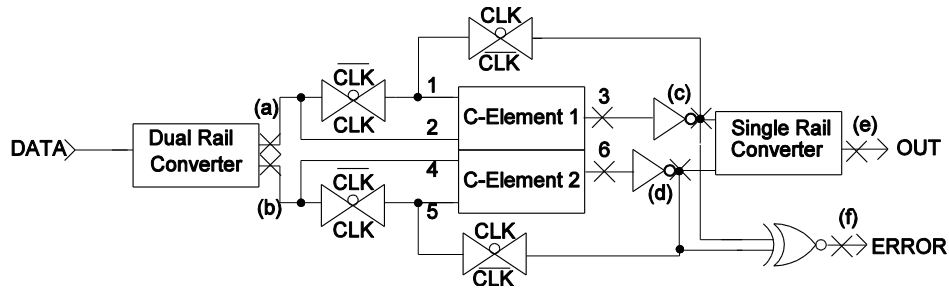 CLK
CLK
CLK
CLK
(a)
1
2
C-Element 1
3
(c)
DATA
Dual Rail
Converter
Single Rail
Converter
(e)
OUT
(b)
CLK
CLK
4
5
C-Element 2
6
(d)
CLK
CLK
(f)
ERROR